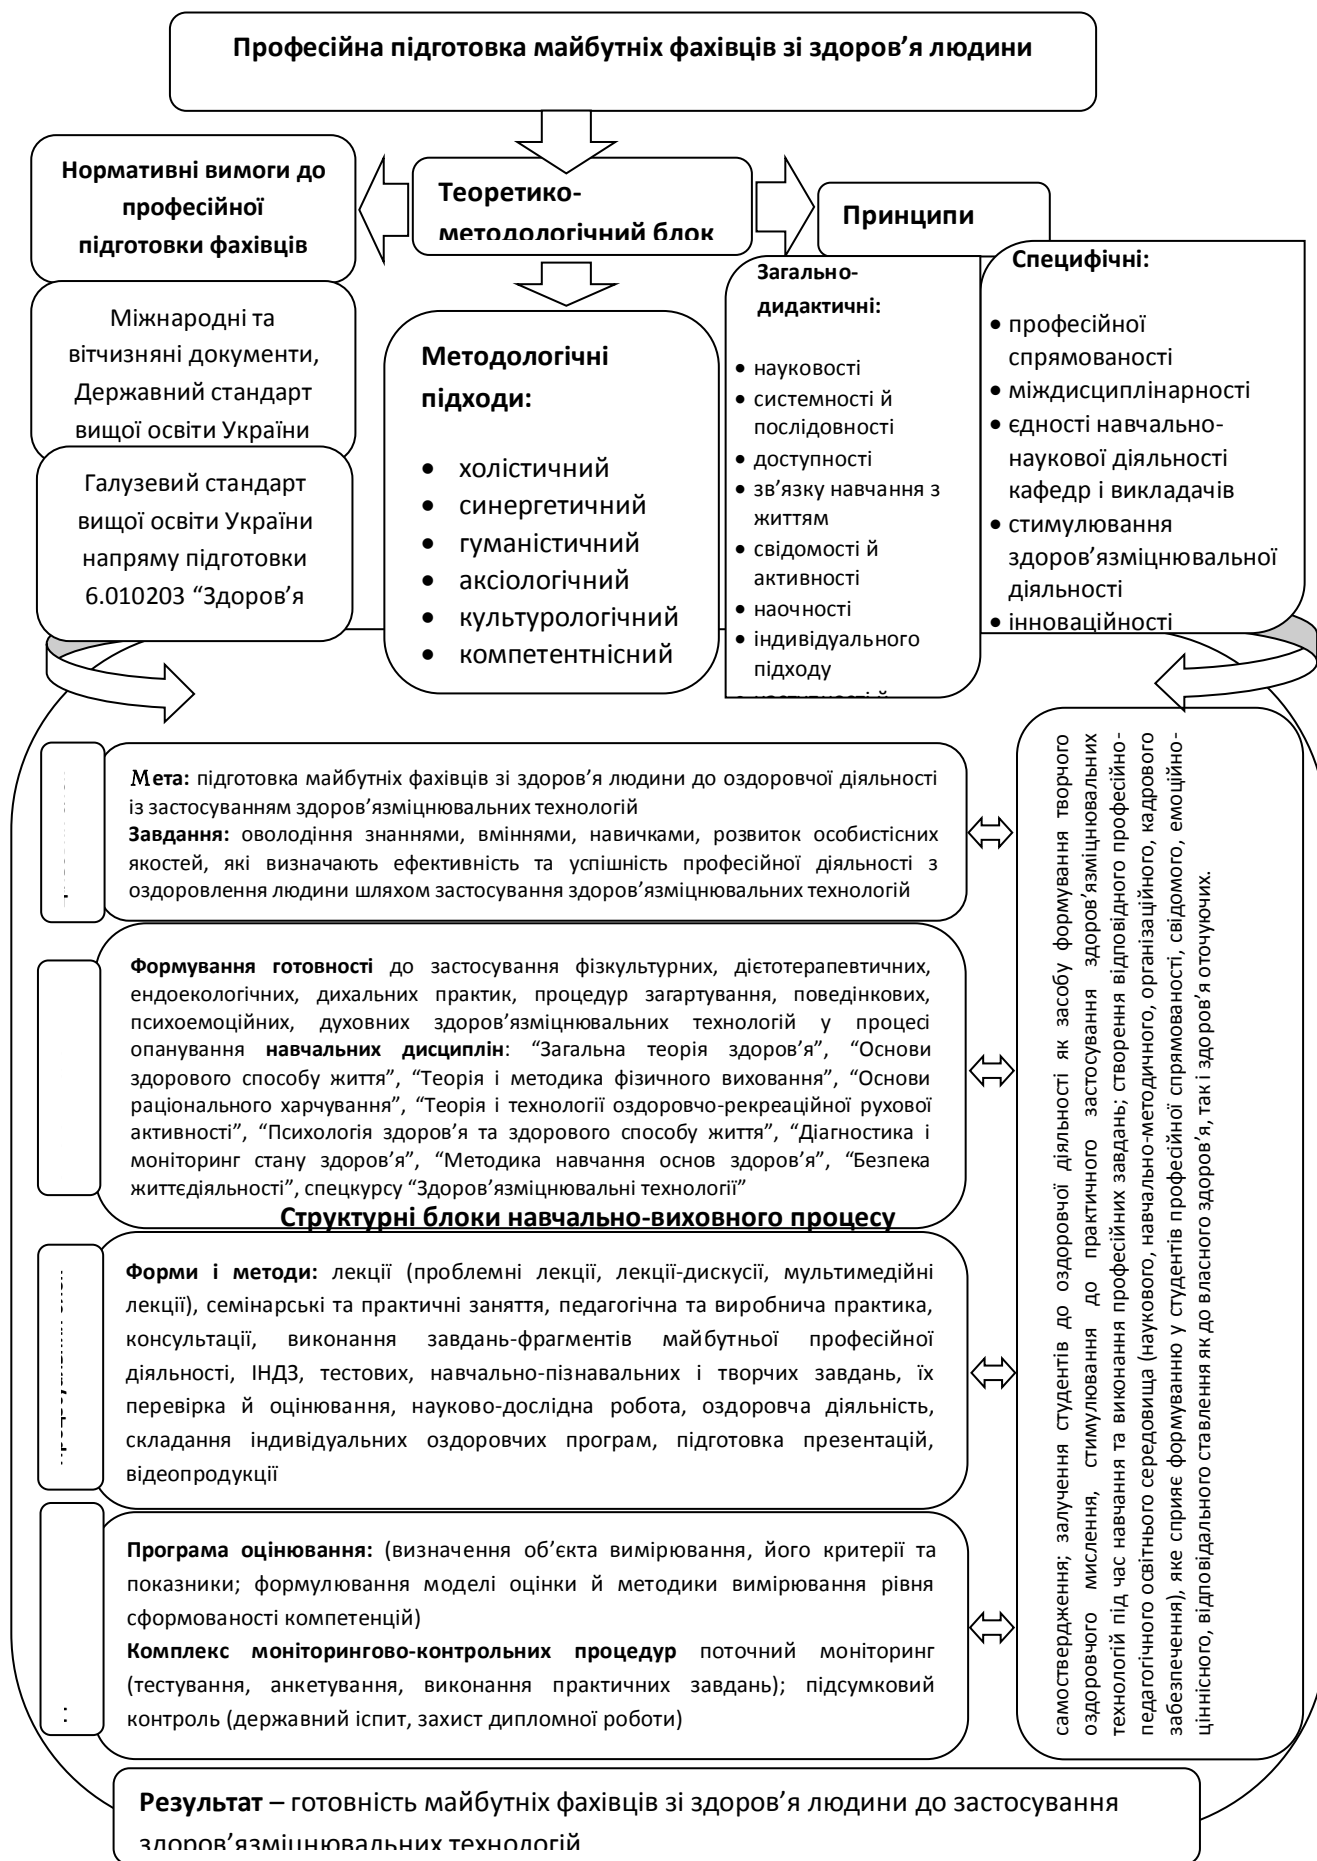 Професійна підготовка майбутніх фахівців зі здоров’я людини
Нормативні вимоги до
професійної
підготовки фахівців
Теоретико-
методологічний блок
Принципи
Міжнародні та
вітчизняні документи,
Державний стандарт
вищої освіти України
Галузевий стандарт
вищої освіти України
напряму підготовки
6.010203 “Здоров’я
Методологічні
підходи:
• холістичний
• синергетичний
• гуманістичний
• аксіологічний
• культурологічний
• компетентнісний
Загально-
дидактичні:
• науковості
• системності й
послідовності
• доступності
• зв’язку навчання з
життям
• свідомості й
активності
• наочності
• індивідуального
підходу
Специфічні:
• професійної
спрямованості
• міждисциплінарності
• єдності навчально-
наукової діяльності
кафедр і викладачів
• стимулювання
здоров’язміцнювальної
діяльності
• інноваційності
Мета: підготовка майбутніх фахівців зі здоров’я людини до оздоровчої діяльності
із застосуванням здоров’язміцнювальних технологій
Завдання: оволодіння знаннями, вміннями, навичками, розвиток особистісних
якостей, які визначають ефективність та успішність професійної діяльності з
оздоровлення людини шляхом застосування здоров’язміцнювальних технологій
Формування готовності до застосування фізкультурних, дієтотерапевтичних,
ендоекологічних, дихальних практик, процедур загартування, поведінкових,
психоемоційних, духовних здоров’язміцнювальних технологій у процесі
опанування навчальних дисциплін: “Загальна теорія здоров’я”, “Основи
здорового способу життя”, “Теорія і методика фізичного виховання”, “Основи
раціонального харчування”, “Теорія і технології оздоровчо-рекреаційної рухової
активності”, “Психологія здоров’я та здорового способу життя”, “Діагностика і
моніторинг стану здоров’я”, “Методика навчання основ здоров’я”, “Безпека
життєдіяльності”, спецкурсу “Здоров’язміцнювальні технології”
Структурні блоки навчально-виховного процесу
Форми і методи: лекції (проблемні лекції, лекції-дискусії, мультимедійні
лекції), семінарські та практичні заняття, педагогічна та виробнича практика,
консультації, виконання завдань-фрагментів майбутньої професійної
діяльності, ІНДЗ, тестових, навчально-пізнавальних і творчих завдань, їх
перевірка й оцінювання, науково-дослідна робота, оздоровча діяльність,
складання індивідуальних оздоровчих програм, підготовка презентацій,
відеопродукції
Програма оцінювання: (визначення об’єкта вимірювання, його критерії та
показники; формулювання моделі оцінки й методики вимірювання рівня
сформованості компетенцій)
Комплекс моніторингово-контрольних процедур поточний моніторинг
(тестування, анкетування, виконання практичних завдань); підсумковий
контроль (державний іспит, захист дипломної роботи)
самоствердження; залучення студентів до оздоровчої діяльності як засобу формування творчого
оздоровчого мислення, стимулювання до практичного застосування здоров’язміцнювальних
технологій під час навчання та виконання професійних завдань; створення відповідного професійно-
педагогічного освітнього середовища (наукового, навчально-методичного, організаційного, кадрового
забезпечення), яке сприяє формуванню у студентів професійної спрямованості, свідомого, емоційно-
ціннісного, відповідального ставлення як до власного здоров’я, так і здоров’я оточуючих.
Результат – готовність майбутніх фахівців зі здоров’я людини до застосування
здоров’язміцнювальних технологій